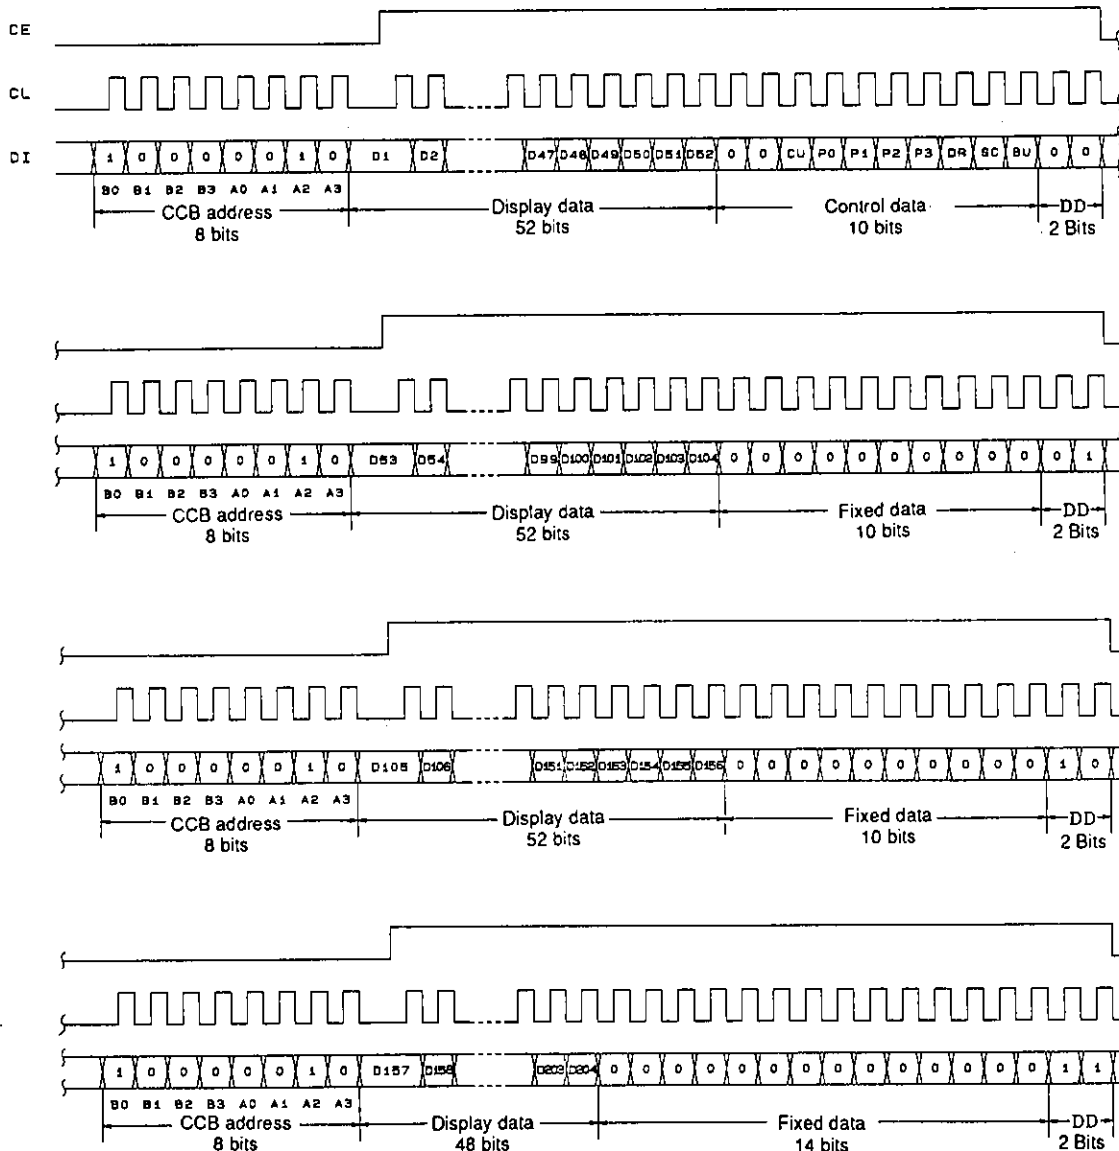 CE
CL
DI 1 0 0 0 0 0 1 0 D1 D2 D47 D48 D49 D50 D51 D52 0 0 CU P0 P1 P2 P3 DR SC BU 0 0
B0 B1 B2 B3 A0 A1 A2 A3
CCB address Display data Control data DD
8 bits 52 bits 10 bits 2 Bits
1 0 0 0 0 0 1 0 D53 D54 D99 D100 D101 D102 D103 D104 0 0 0 0 0 0 0 0 0 0 0 1
B0 B1 B2 B3 A0 A1 A2 A3
CCB address Display data Fixed data DD
8 bits 52 bits 10 bits 2 Bits
1 0 0 0 0 0 1 0 D105 D106 D151 D152 D153 D154 D155 D156 0 0 0 0 0 0 0 0 0 0 1 0
B0 B1 B2 B3 A0 A1 A2 A3
CCB address Display data Fixed data DD
8 bits 52 bits 10 bits 2 Bits
1 0 0 0 0 0 1 0 D157 D158 D203 D204 0 0 0 0 0 0 0 0 0 0 0 0 0 0 1 1
B0 B1 B2 B3 A0 A1 A2 A3
CCB address Display data Fixed data DD
8 bits 48 bits 14 bits 2 Bits